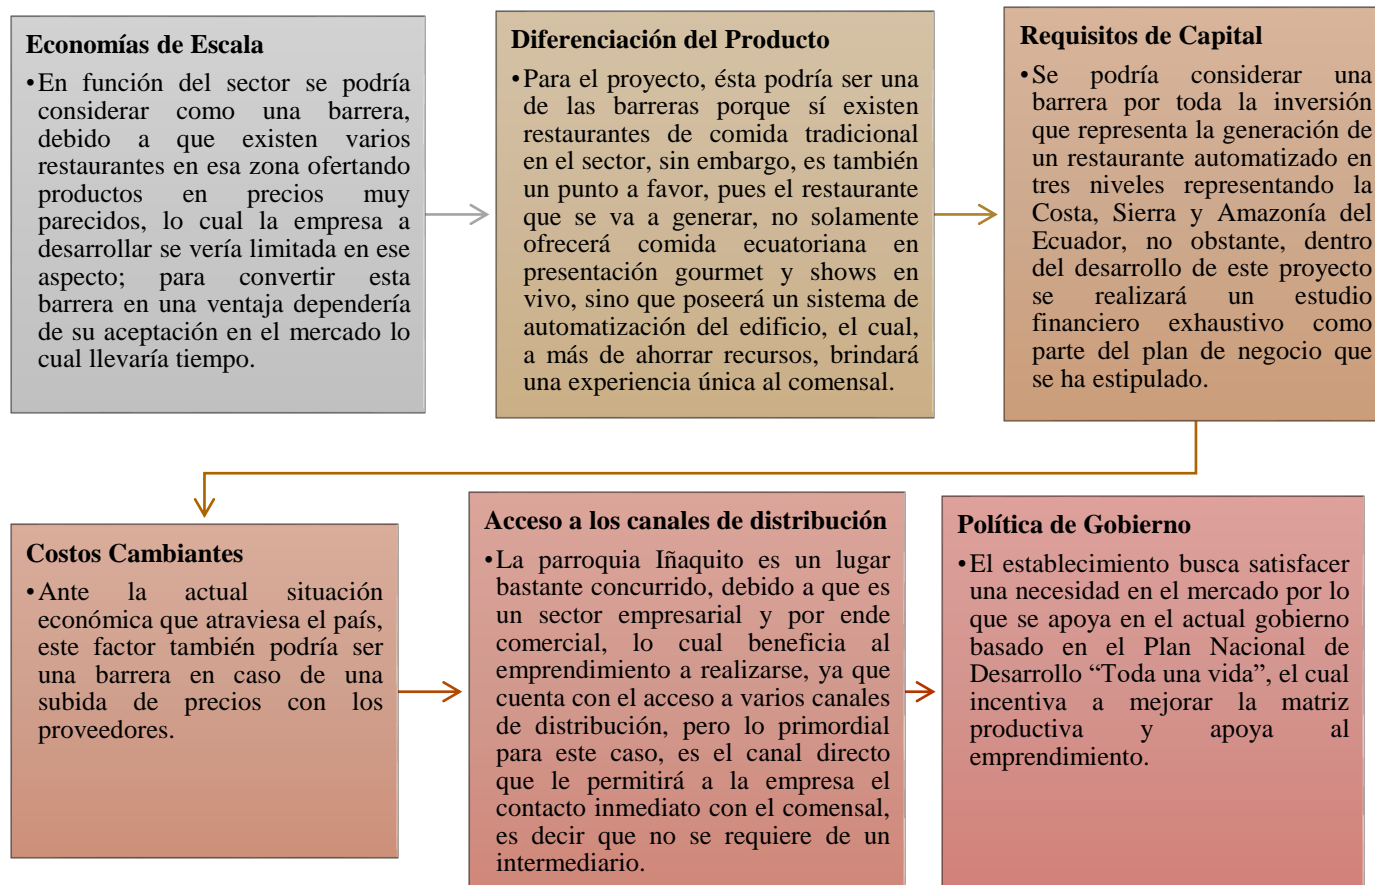 Economías de Escala
•En función del sector se podría
considerar como una barrera,
debido a que existen varios
restaurantes en esa zona ofertando
productos en precios muy
parecidos, lo cual la empresa a
desarrollar se vería limitada en ese
aspecto; para convertir esta
barrera en una ventaja dependería
de su aceptación en el mercado lo
cual llevaría tiempo.
Diferenciación del Producto
•Para el proyecto, ésta podría ser una
de las barreras porque sí existen
restaurantes de comida tradicional
en el sector, sin embargo, es también
un punto a favor, pues el restaurante
que se va a generar, no solamente
ofrecerá comida ecuatoriana en
presentación gourmet y shows en
vivo, sino que poseerá un sistema de
automatización del edificio, el cual,
a más de ahorrar recursos, brindará
una experiencia única al comensal.
Requisitos de Capital
•Se podría considerar una
barrera por toda la inversión
que representa la generación de
un restaurante automatizado en
tres niveles representando la
Costa, Sierra y Amazonía del
Ecuador, no obstante, dentro
del desarrollo de este proyecto
se realizará un estudio
financiero exhaustivo como
parte del plan de negocio que
se ha estipulado.
Costos Cambiantes
•Ante la actual situación
económica que atraviesa el país,
este factor también podría ser
una barrera en caso de una
subida de precios con los
proveedores.
Acceso a los canales de distribución
•La parroquia Iñaquito es un lugar
bastante concurrido, debido a que es
un sector empresarial y por ende
comercial, lo cual beneficia al
emprendimiento a realizarse, ya que
cuenta con el acceso a varios canales
de distribución, pero lo primordial
para este caso, es el canal directo
que le permitirá a la empresa el
contacto inmediato con el comensal,
es decir que no se requiere de un
intermediario.
Política de Gobierno
•El establecimiento busca satisfacer
una necesidad en el mercado por lo
que se apoya en el actual gobierno
basado en el Plan Nacional de
Desarrollo “Toda una vida”, el cual
incentiva a mejorar la matriz
productiva y apoya al
emprendimiento.